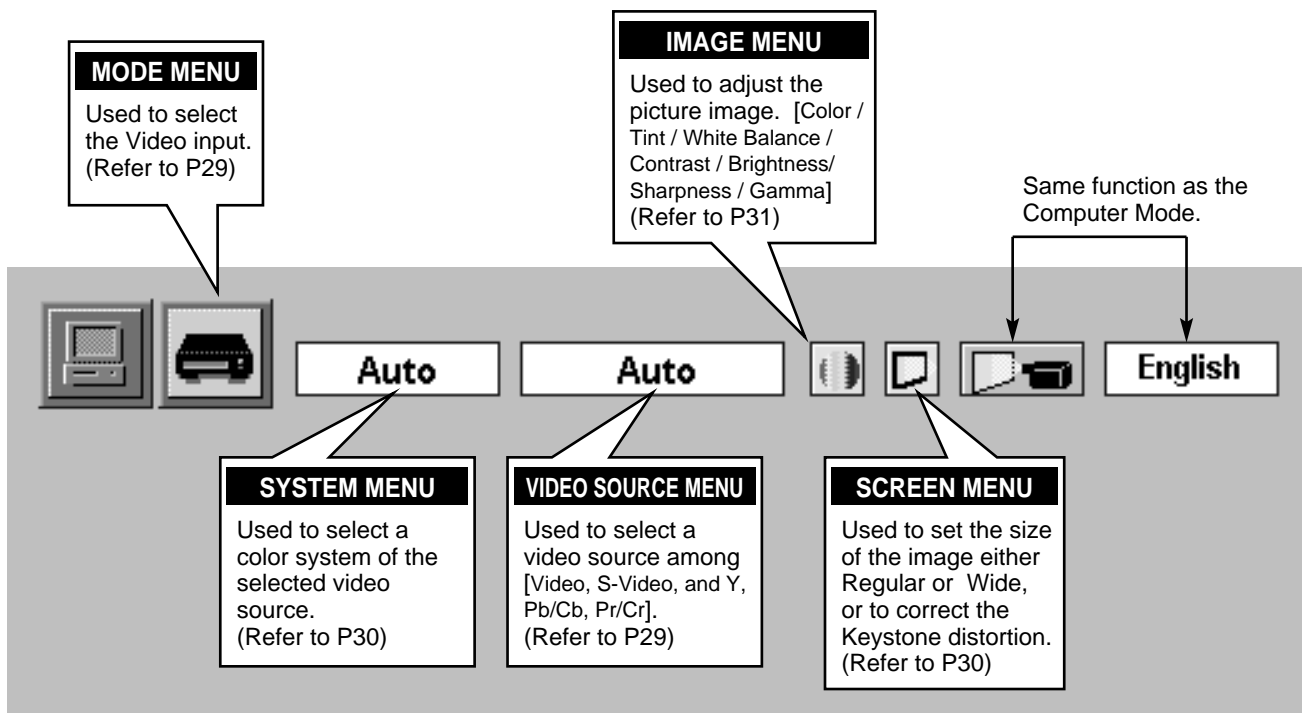 MODE MENU
Used to select
the Video input.
(Refer to P29)
IMAGE MENU
Used to adjust the
picture image. [Color /
Tint / White Balance /
Contrast / Brightness/
Sharpness / Gamma]
(Refer to P31)
Same function as the
Computer Mode.
Auto
Auto
English
SYSTEM MENU
Used to select a
color system of the
selected video
source.
(Refer to P30)
VIDEO SOURCE MENU
Used to select a
video source among
[Video, S-Video, and Y,
Pb/Cb, Pr/Cr].
(Refer to P29)
SCREEN MENU
Used to set the size
of the image either
Regular or Wide,
or to correct the
Keystone distortion.
(Refer to P30)